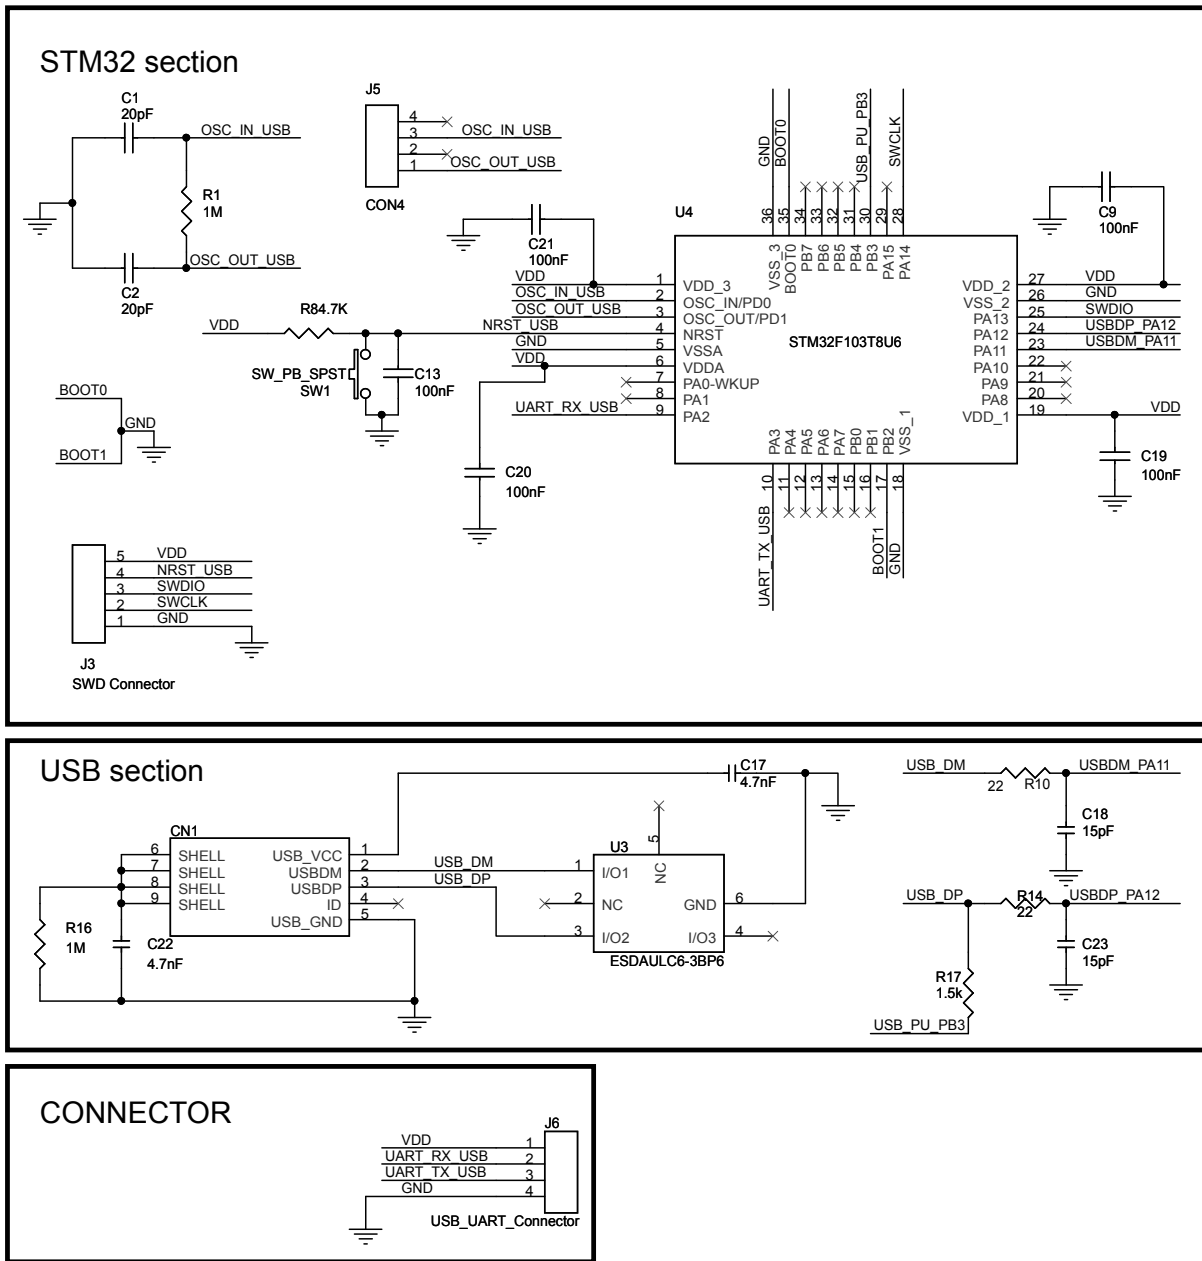 STM32 section
C1
20pF
OSC_IN_USB
R1
1M
OSC_OUT_USB
C2
20pF
J5
4
3 OSC_IN_USB
2
1 OSC_OUT_USB
CON4
C21
100nF
VDD
OSC_IN_USB
OSC_OUT_USB
NRST_USB
GND
VDD
UART_RX_USB
VDD
R84.7K
SW_PB_SPST
SW1
C13
100nF
C20
100nF
BOOT0
GND
BOOT1
U4
GND
BOOT0
USB_PU_PB3
SWCLK
36 35 34 33 32 31 30 29 28
VSS_3 BOOT0 PB7 PB6 PB5 PB4 PB3 PA15 PA14
1 VDD_3
2 OSC_IN/PD0
3 OSC_OUT/PD1
4 NRST
5 VSSA
6 VDDA
7 PA0-WKUP
8 PA1
9 PA2
STM32F103T8U6
VDD_2 27 VDD
VSS_2 26 GND
PA13 25 SWDIO
PA12 24 USBDP_PA12
PA11 23 USBDM_PA11
PA10 22
PA9 21
PA8 20
VDD_1 19 VDD
PA3 PA4 PA5 PA6 PA7 PB0 PB1 PB2 VSS_1
10 11 12 13 14 15 16 17 18
UART_TX_USB
BOOT1
GND
C9
100nF
C19
100nF
5 VDD
4 NRST_USB
3 SWDIO
2 SWCLK
1 GND
J3
SWD Connector
USB section
CN1
6 SHELL
7 SHELL
8 SHELL
9 SHELL
USB_VCC 1
USBDM 2 USB_DM
USBDP 3 USB_DP
ID 4
USB_GND 5
R16
1M
C22
4.7nF
C17
4.7nF
U3
5
NC
1 I/O1
2 NC
3 I/O2
GND 6
I/O3 4
ESDAULC6-3BP6
USB_DM
22 R10
USBDM_PA11
C18
15pF
USB_DP
R14
22
USBDP_PA12
C23
15pF
R17
1.5k
USB_PU_PB3
CONNECTOR
J6
VDD 1
UART_RX_USB 2
UART_TX_USB 3
GND 4
USB_UART_Connector